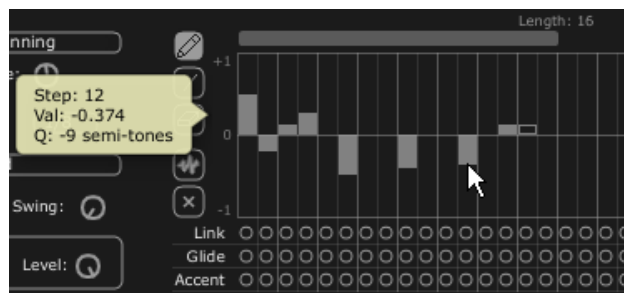 Length: 16
nning
+1
Step: 12
Val: -0.374
Q: -9 semi-tones
0
Swing:
-1
Link
Glide
Level:
Accent